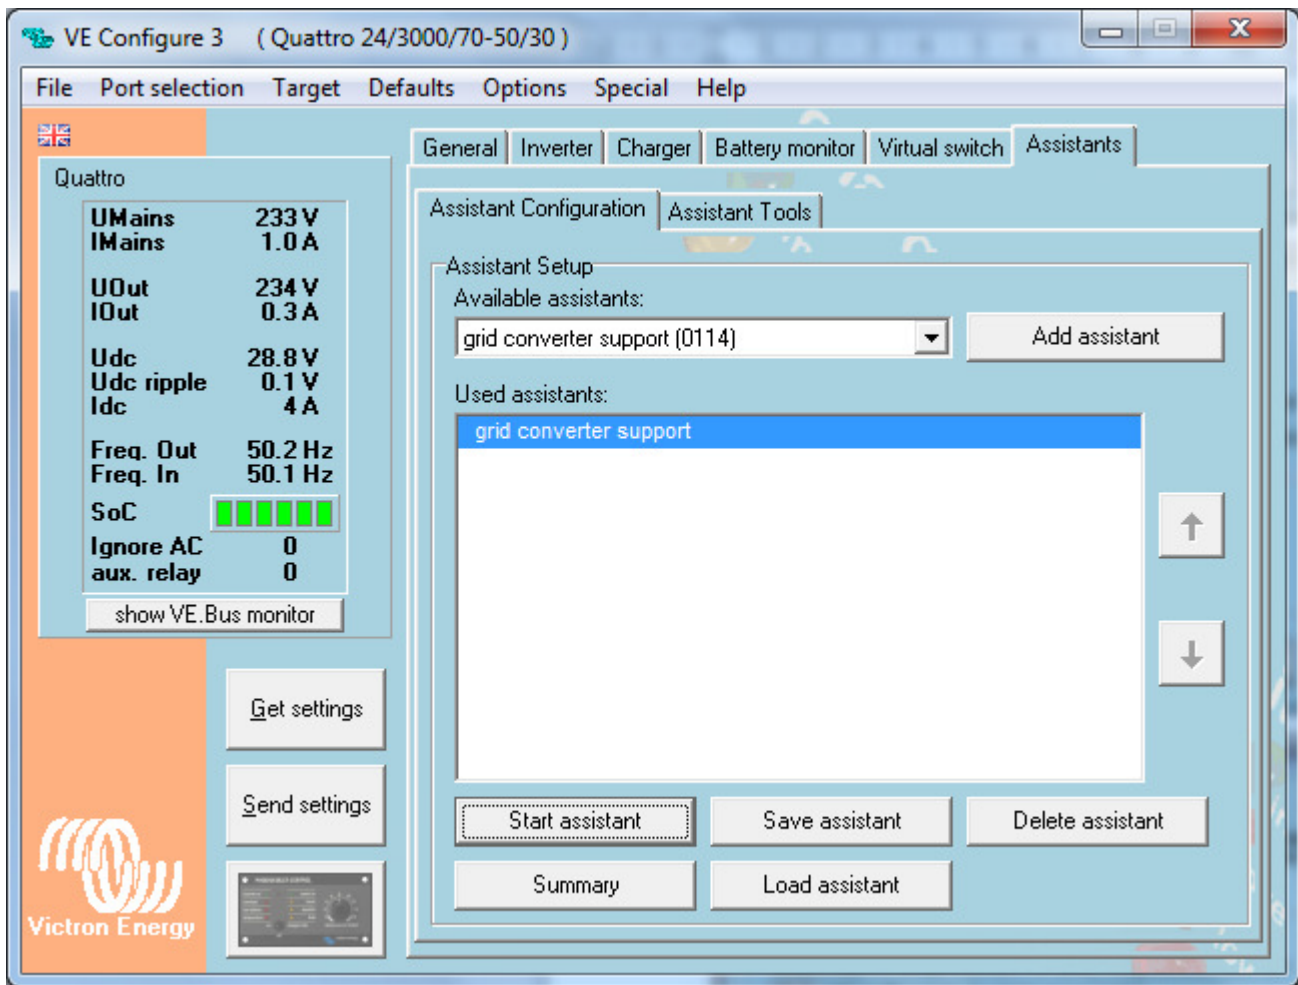 VE Configure 3    ( Quattro 24/3000/70-50/30 )
X
File Port selection Target Defaults Options Special Help
General Inverter Charger Battery monitor Virtual switch Assistants
Quattro
UMains 233 V
IMains 1.0 A
UOut 234 V
IOut 0.3 A
Udc 28.8 V
Udc ripple 0.1 V
Idc 4 A
Freq. Out 50.2 Hz
Freq. In 50.1 Hz
SoC
Ignore AC 0
aux. relay 0
show VE.Bus monitor
Get settings
Send settings
Victron Energy
Assistant Configuration Assistant Tools
Assistant Setup
Available assistants:
grid converter support (0114)
Add assistant
Used assistants:
grid converter support
Start assistant Save assistant Delete assistant
Summary Load assistant